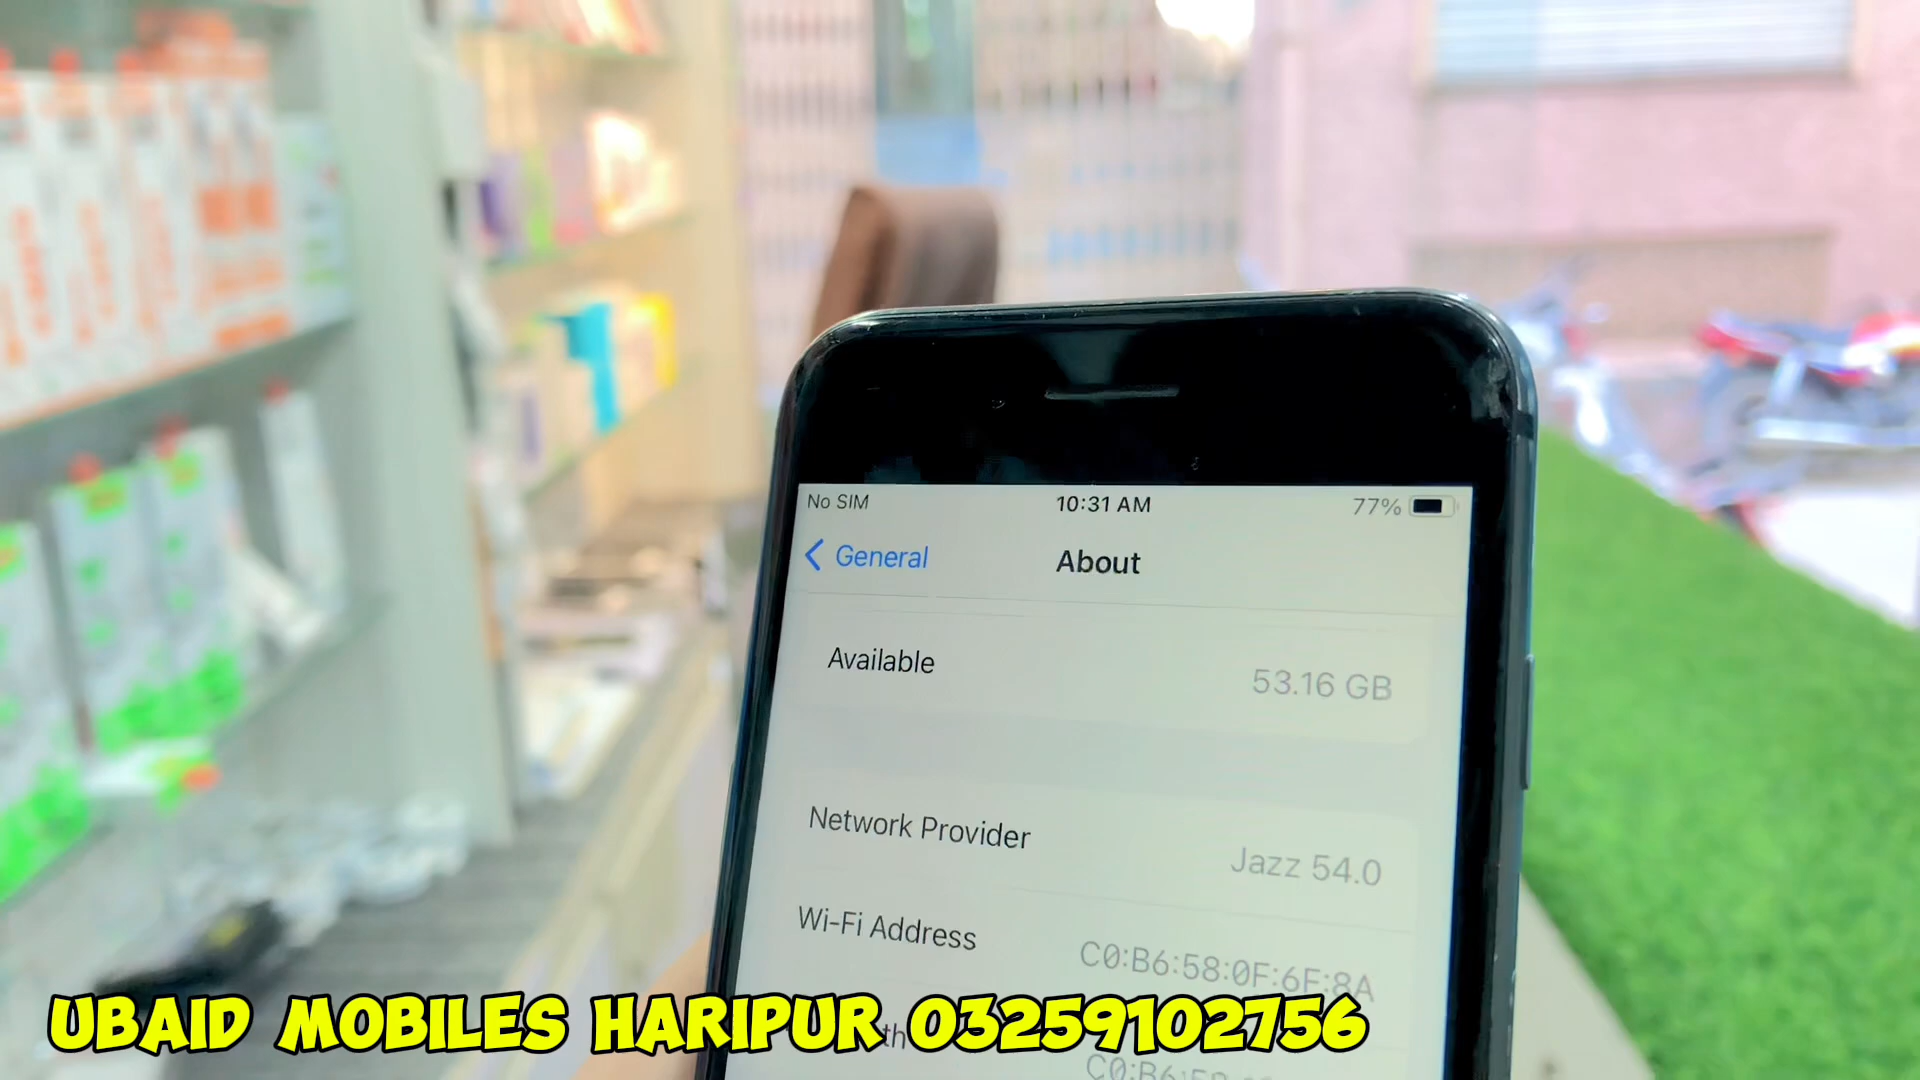 No SIM 10:31 AM 77%
General About
Available 53.16 GB
Network Provider Jazz 54.0
Wi-Fi Address C0:B6:58:0F:6F:8A
UBAID MOBILES HARIPUR 03259102756